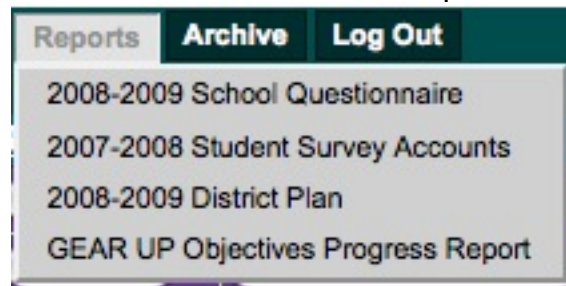 Reports Archive Log Out
2008-2009 School Questionnaire
2007-2008 Student Survey Accounts
2008-2009 District Plan
GEAR UP Objectives Progress Report